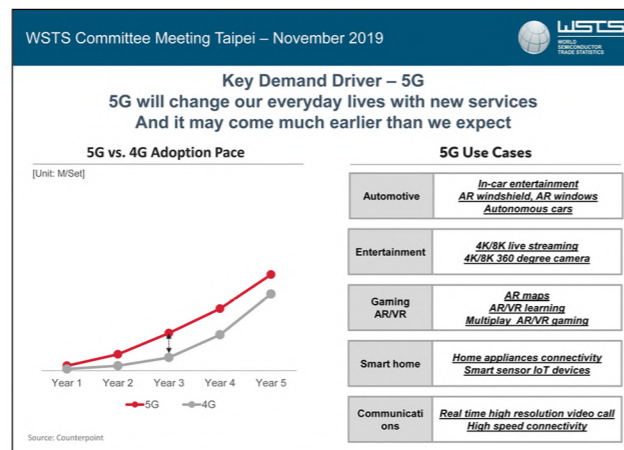 WSTS Committee Meeting Taipei – November 2019
WSTS
WORLD
SEMICONDUCTOR
TRADE STATISTICS
Key Demand Driver – 5G
5G will change our everyday lives with new services
And it may come much earlier than we expect
5G vs. 4G Adoption Pace
[Unit: M/Set]
Year 1 Year 2 Year 3 Year 4 Year 5
5G 4G
Source: Counterpoint
5G Use Cases
Automotive
In-car entertainment
AR windshield, AR windows
Autonomous cars
Entertainment
4K/8K live streaming
4K/8K 360 degree camera
Gaming
AR/VR
AR maps
AR/VR learning
Multiplay AR/VR gaming
Smart home
Home appliances connectivity
Smart sensor IoT devices
Communicati
ons
Real time high resolution video call
High speed connectivity